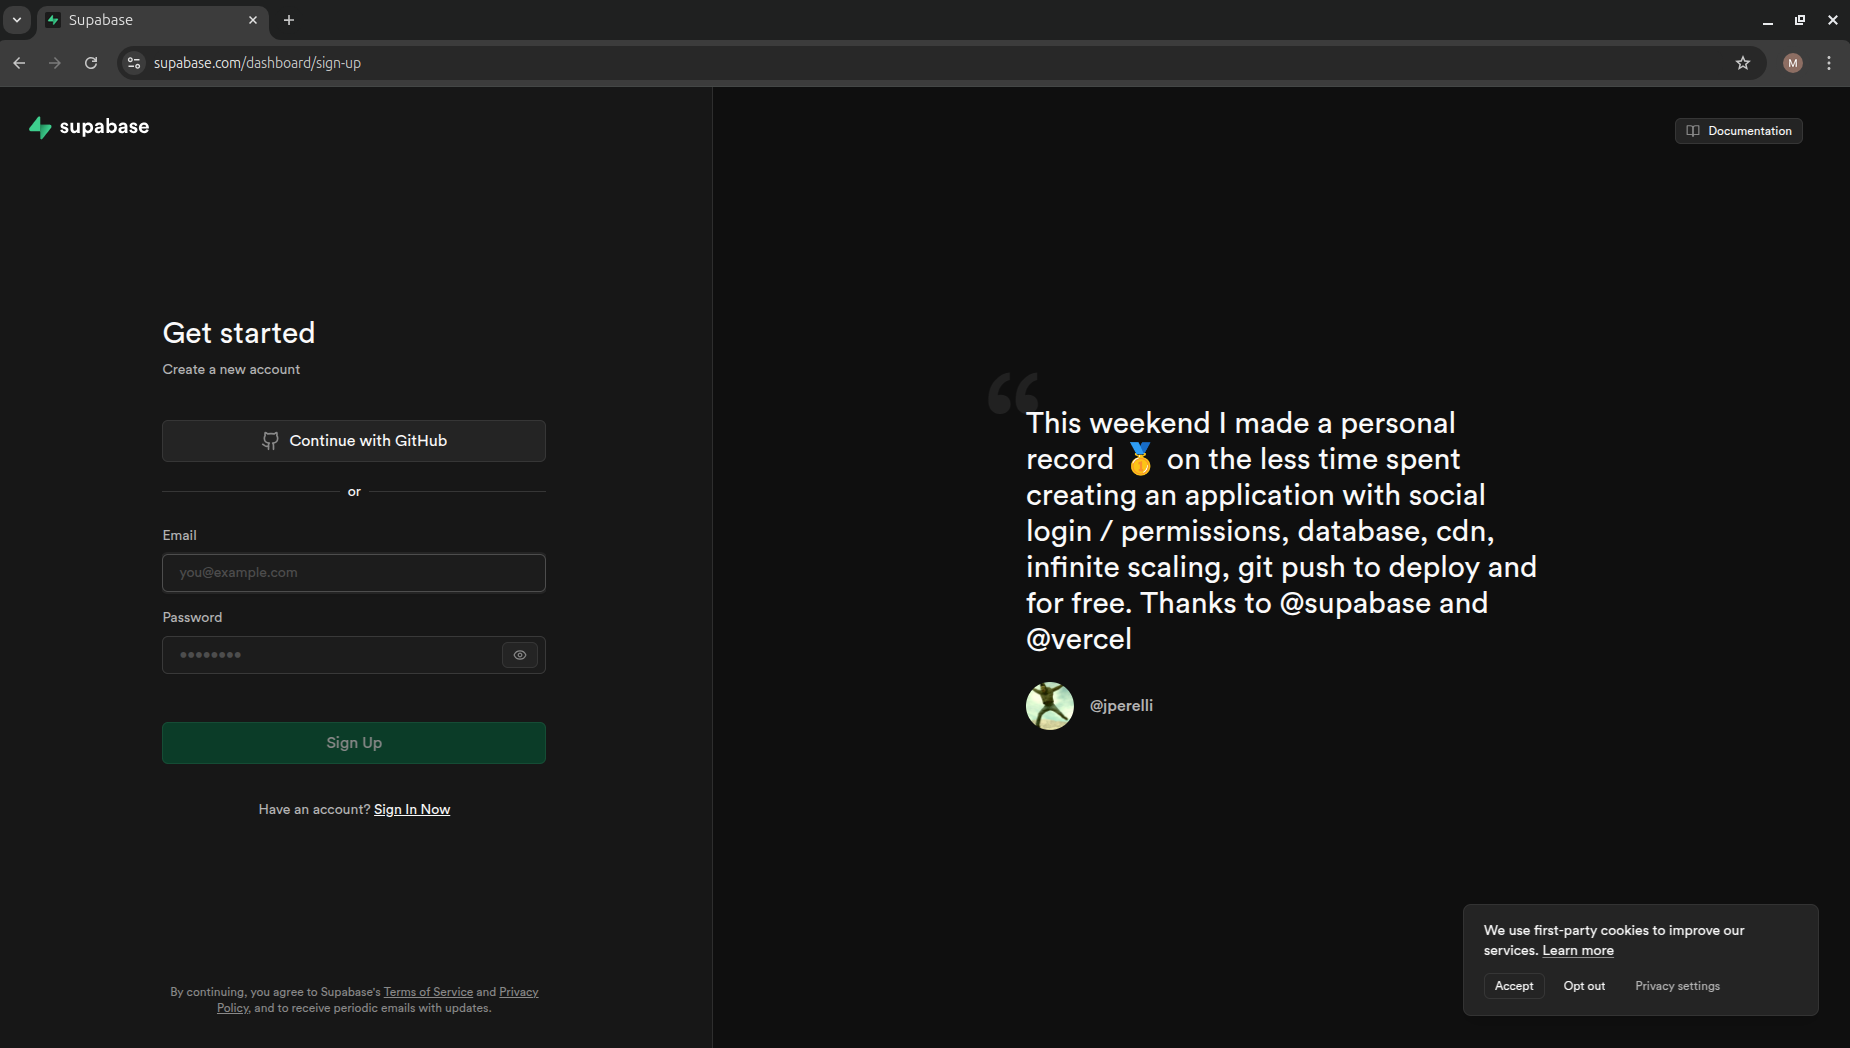 Supabase
supabase.com/dashboard/sign-up
M
supabase
Documentation
Get started
Create a new account
Continue with GitHub
or
Email
you@example.com
Password
••••••••
Sign Up
Have an account? Sign In Now
By continuing, you agree to Supabase's Terms of Service and Privacy
Policy, and to receive periodic emails with updates.
“
This weekend I made a personal
record 🥇 on the less time spent
creating an application with social
login / permissions, database, cdn,
infinite scaling, git push to deploy and
for free. Thanks to @supabase and
@vercel
@jperelli
We use first-party cookies to improve our
services. Learn more
Accept Opt out Privacy settings